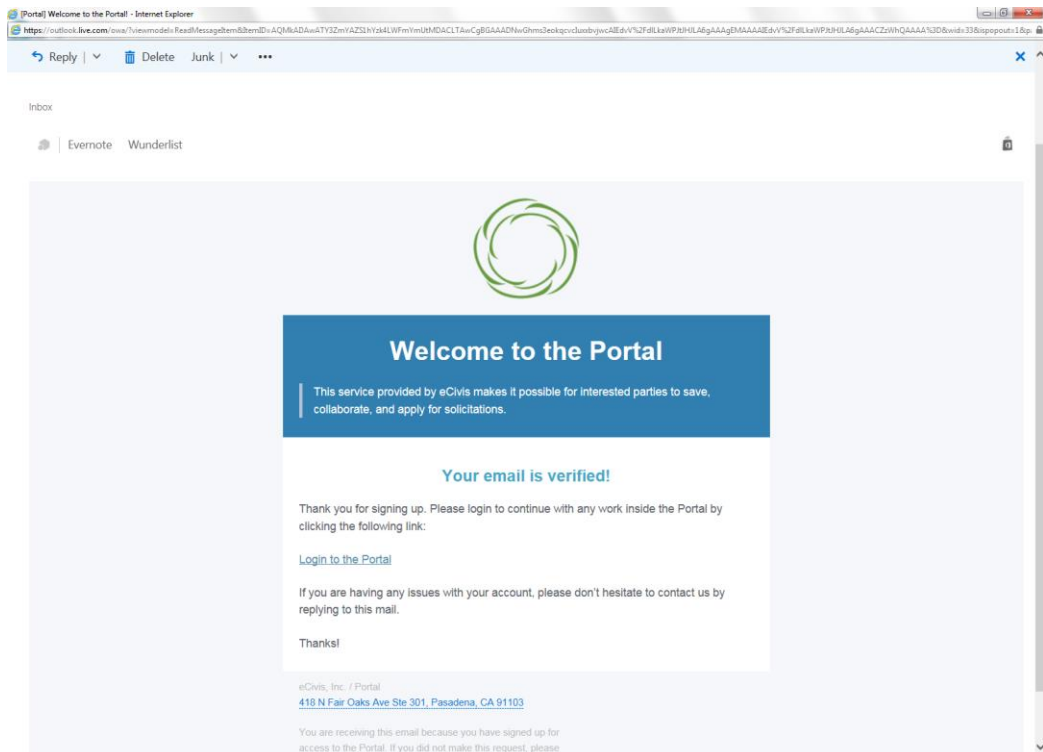 [Portal] Welcome to the Portal! - Internet Explorer
Reply | Delete Junk |
Inbox
Evernote Wunderlist
Welcome to the Portal
This service provided by eCivis makes it possible for interested parties to save,
collaborate, and apply for solicitations.
Your email is verified!
Thank you for signing up. Please login to continue with any work inside the Portal by
clicking the following link:
Login to the Portal
If you are having any issues with your account, please don't hesitate to contact us by
replying to this mail.
Thanks!
eCivis, Inc. / Portal
418 N Fair Oaks Ave Ste 301, Pasadena, CA 91103
You are receiving this email because you have signed up for
access to the Portal. If you did not make this request, please